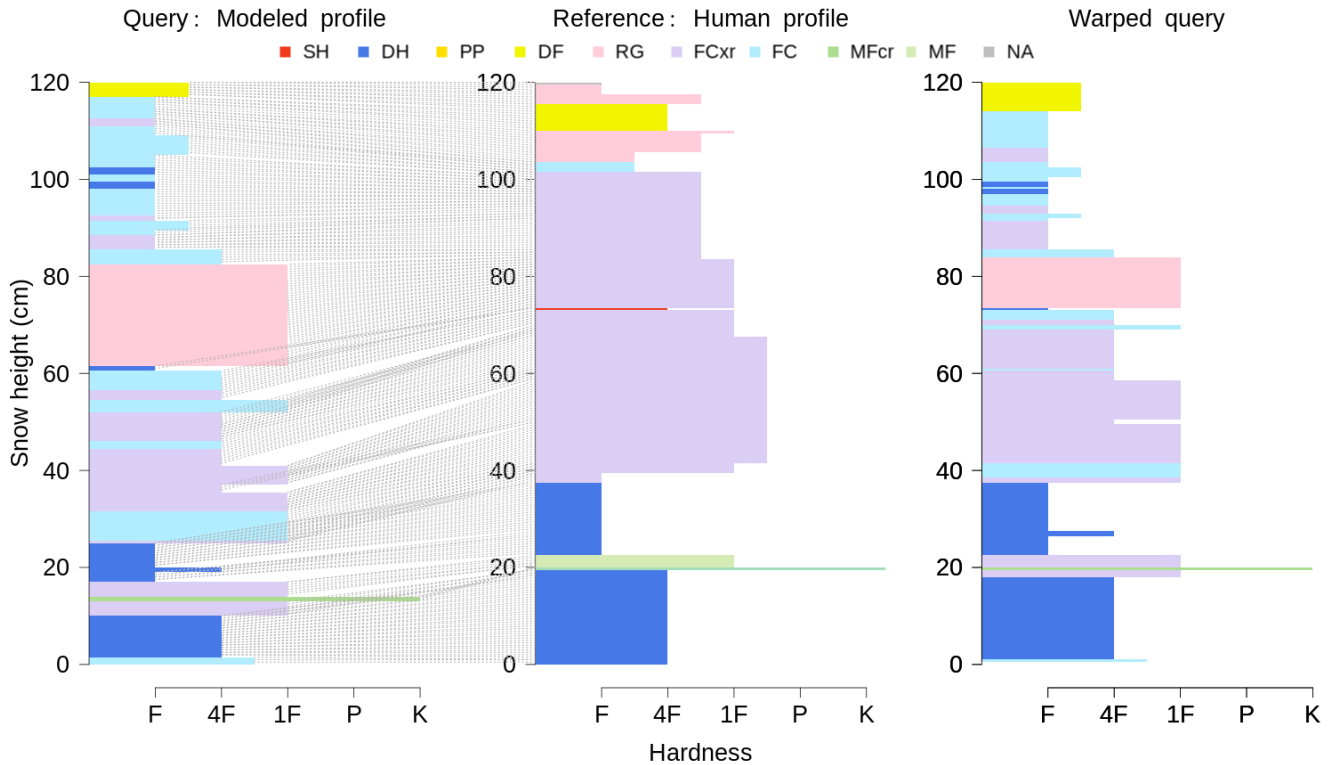 Query : Modeled profile Reference : Human profile Warped query
SH DH PP DF RG FCxr FC MFcr MF NA
120 120 120
100 100 100
80 80 80
60 60 60
40 40 40
20 20 20
0 0 0
Snow height (cm)
F 4F 1F P K F 4F 1F P K F 4F 1F P K
Hardness